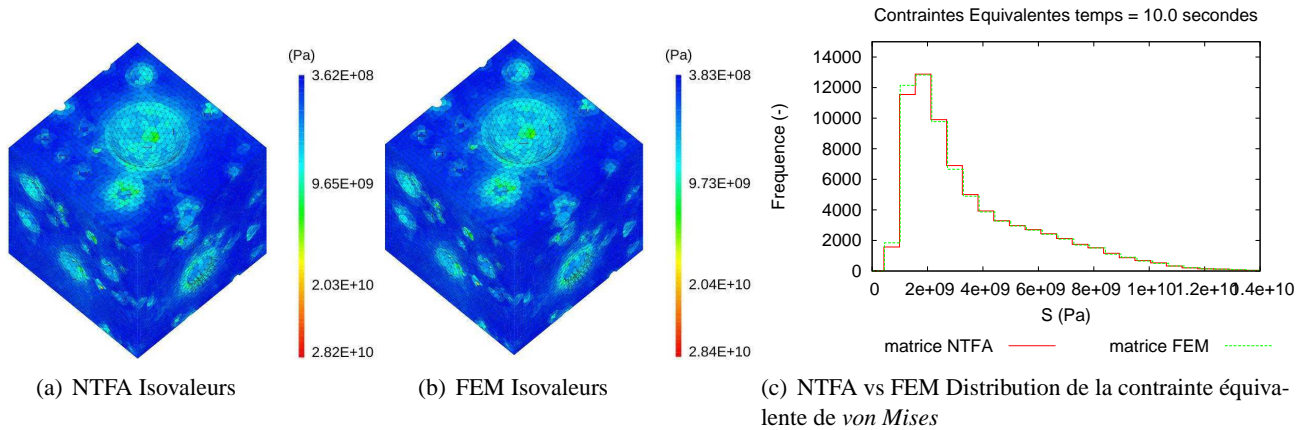 (Pa)
3.62E+08
9.65E+09
2.03E+10
2.82E+10
(a) NTFA Isovaleurs
(Pa)
3.83E+08
9.73E+09
2.04E+10
2.84E+10
(b) FEM Isovaleurs
Contraintes Equivalentes temps = 10.0 secondes
Frequence (-)
14000
12000
10000
8000
6000
4000
2000
0
0 2e+09 4e+09 6e+09 8e+09 1e+10 1.2e+10 1.4e+10
S (Pa)
matrice NTFA matrice FEM
(c) NTFA vs FEM Distribution de la contrainte équiva-
lente de von Mises